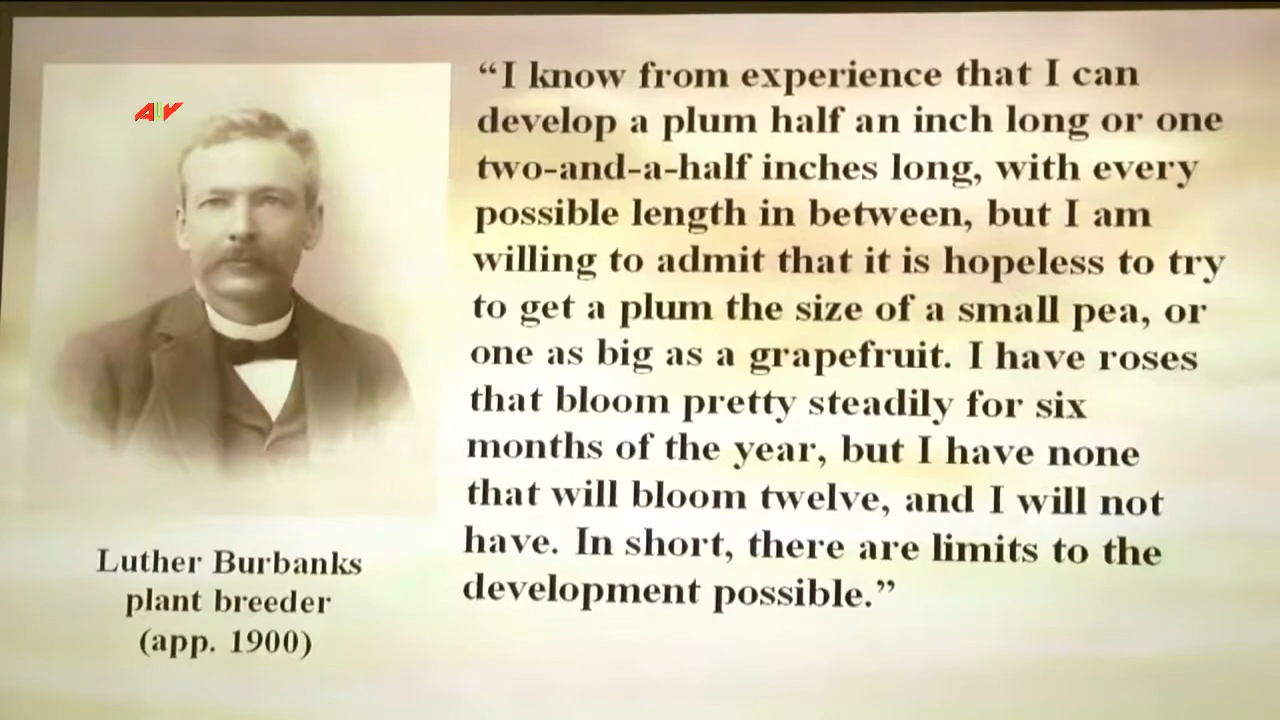 ALV
“I know from experience that I can
develop a plum half an inch long or one
two-and-a-half inches long, with every
possible length in between, but I am
willing to admit that it is hopeless to try
to get a plum the size of a small pea, or
one as big as a grapefruit. I have roses
that bloom pretty steadily for six
months of the year, but I have none
that will bloom twelve, and I will not
have. In short, there are limits to the
development possible.”
Luther Burbanks
plant breeder
(app. 1900)